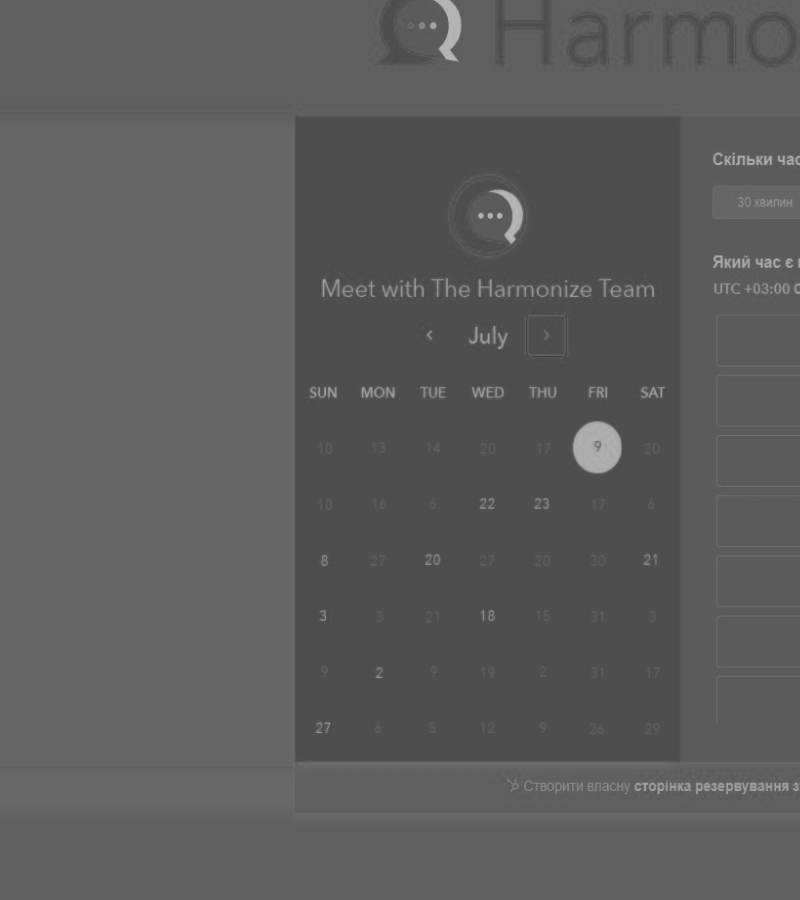 Harmo
Скільки час
30 хвилин
Meet with The Harmonize Team
Який час є
UTC +03:00
July
SUN MON TUE WED THU FRI SAT
10 13 14 20 17 9 20
10 16 6 22 23 17 6
8 27 20 27 20 30 21
3 3 21 18 15 31 3
9 2 9 19 2 31 17
27 6 5 12 9 26 29
Створити власну сторінка резервування з